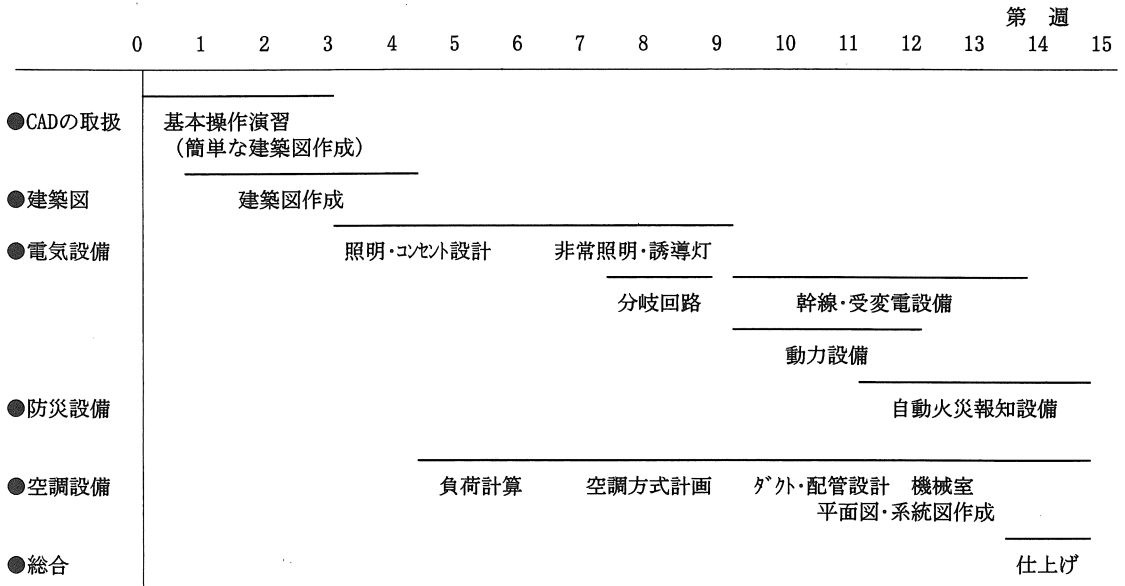 第 週
0 1 2 3 4 5 6 7 8 9 10 11 12 13 14 15
●CADの取扱 基本操作演習
(簡単な建築図作成)
●建築図 建築図作成
●電気設備 照明・ｺﾝｾﾝﾄ設計 非常照明・誘導灯
分岐回路 幹線・受変電設備
動力設備
●防災設備 自動火災報知設備
●空調設備 負荷計算 空調方式計画 ﾀﾞｸﾄ・配管設計 機械室
平面図・系統図作成
●総合 仕上げ